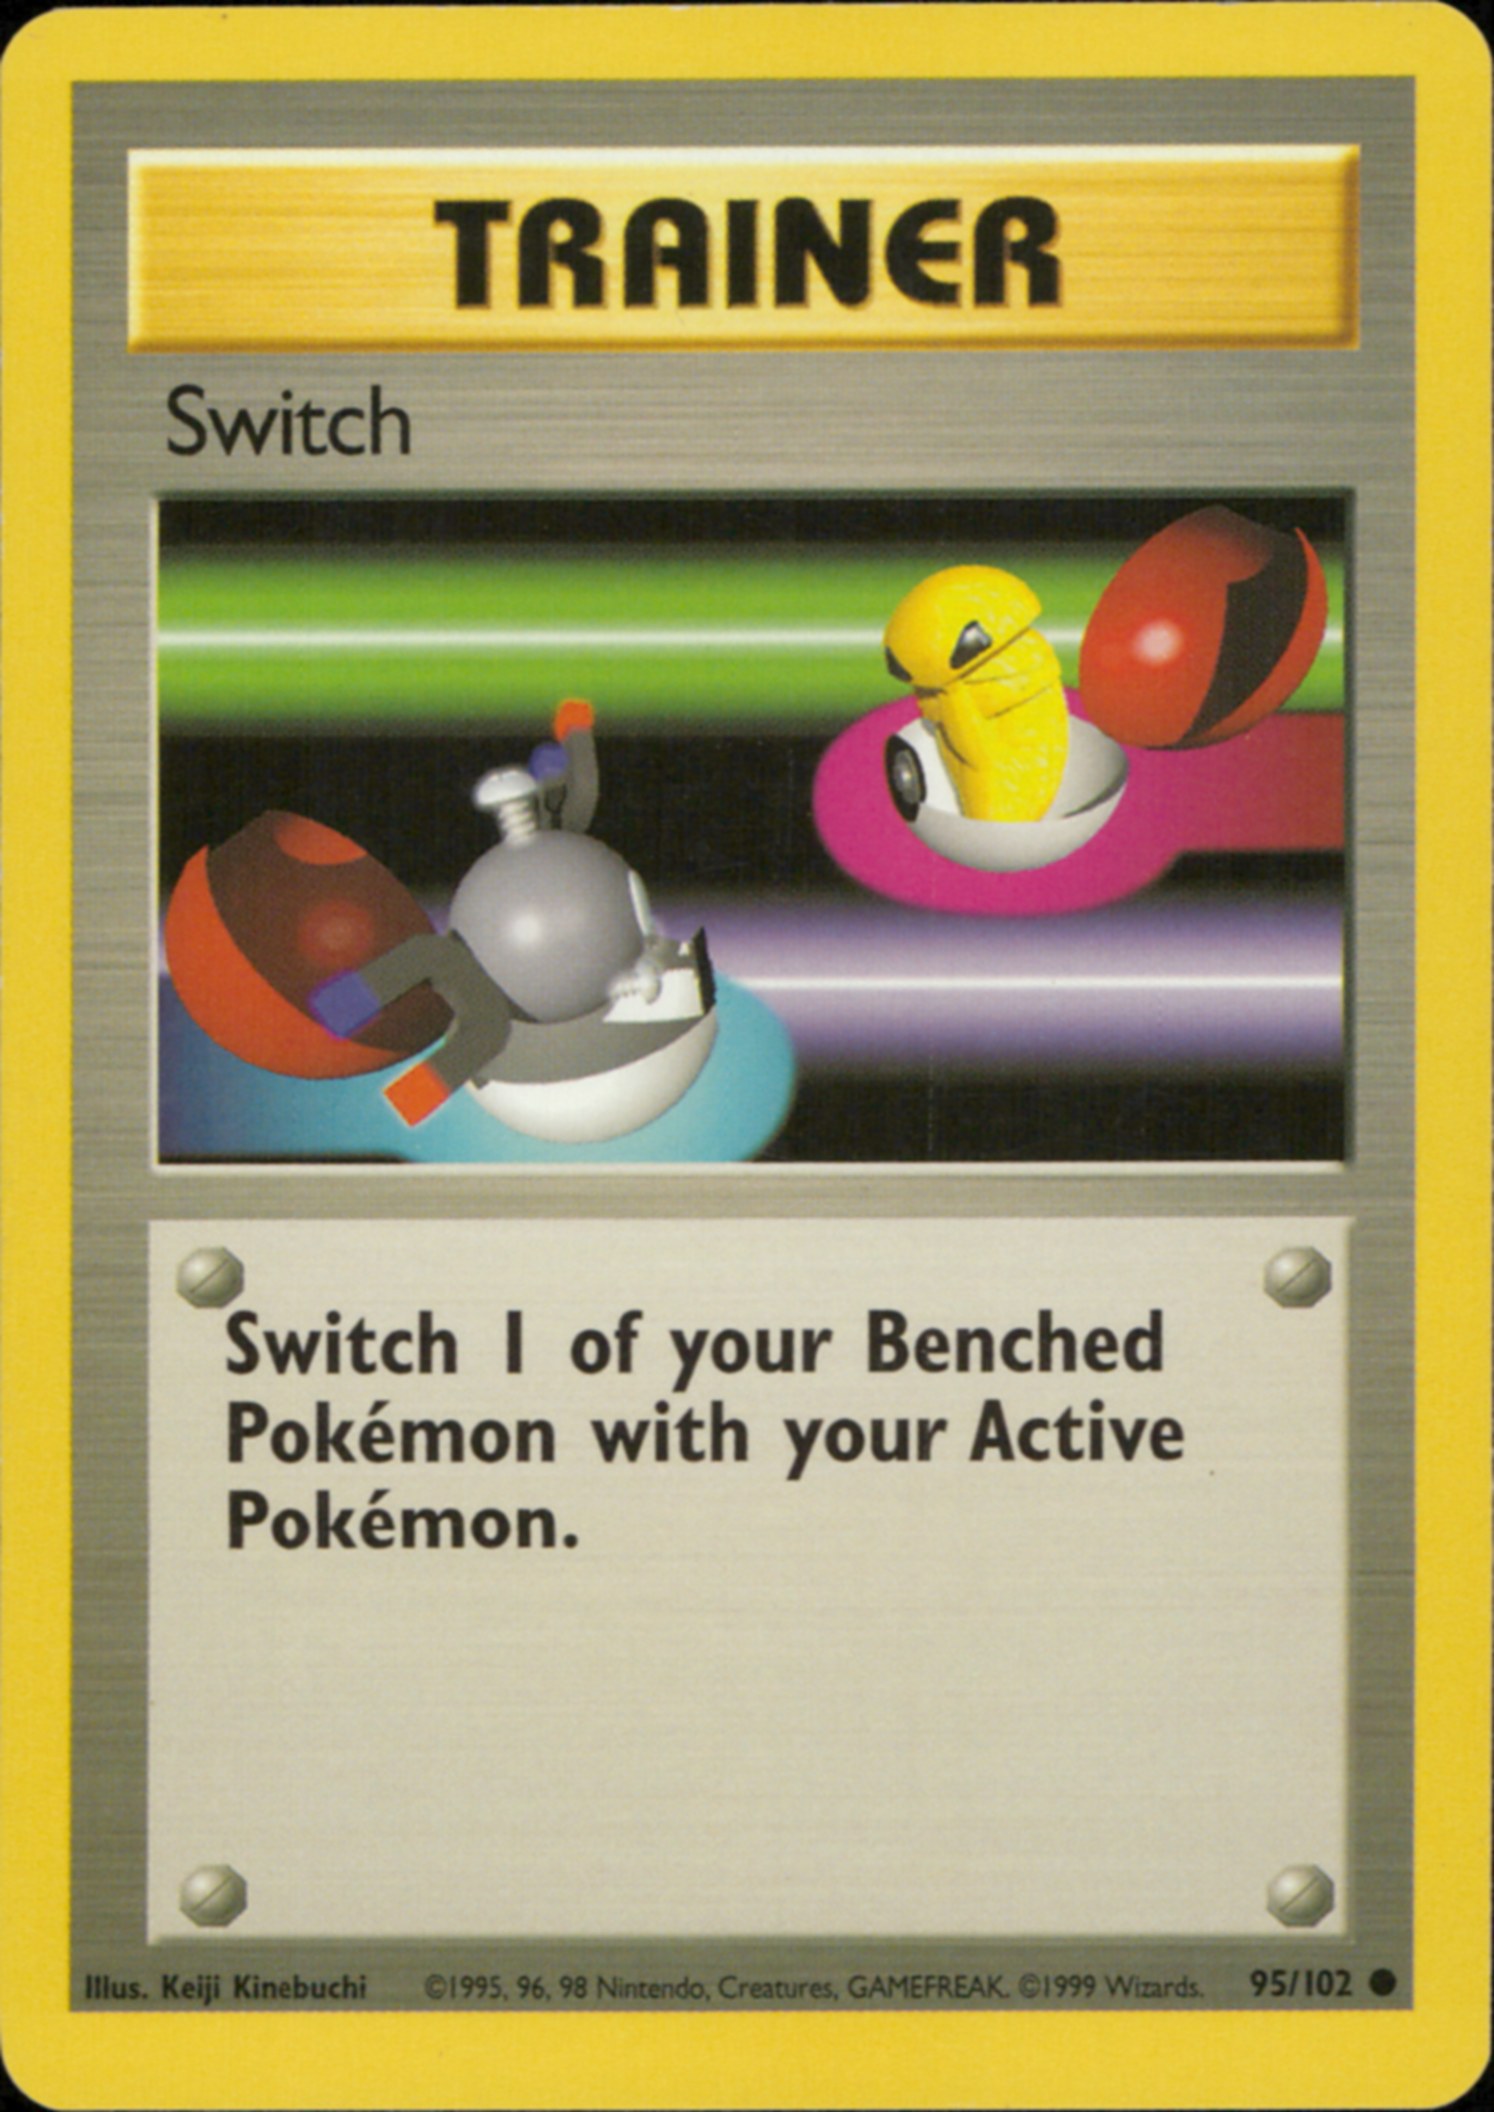 TRAINER
Switch
Switch 1 of your Benched
Pokémon with your Active
Pokémon.
Illus. Keiji Kinebuchi ©1995, 96, 98 Nintendo, Creatures, GAMEFREAK. ©1999 Wizards. 95/102 ●